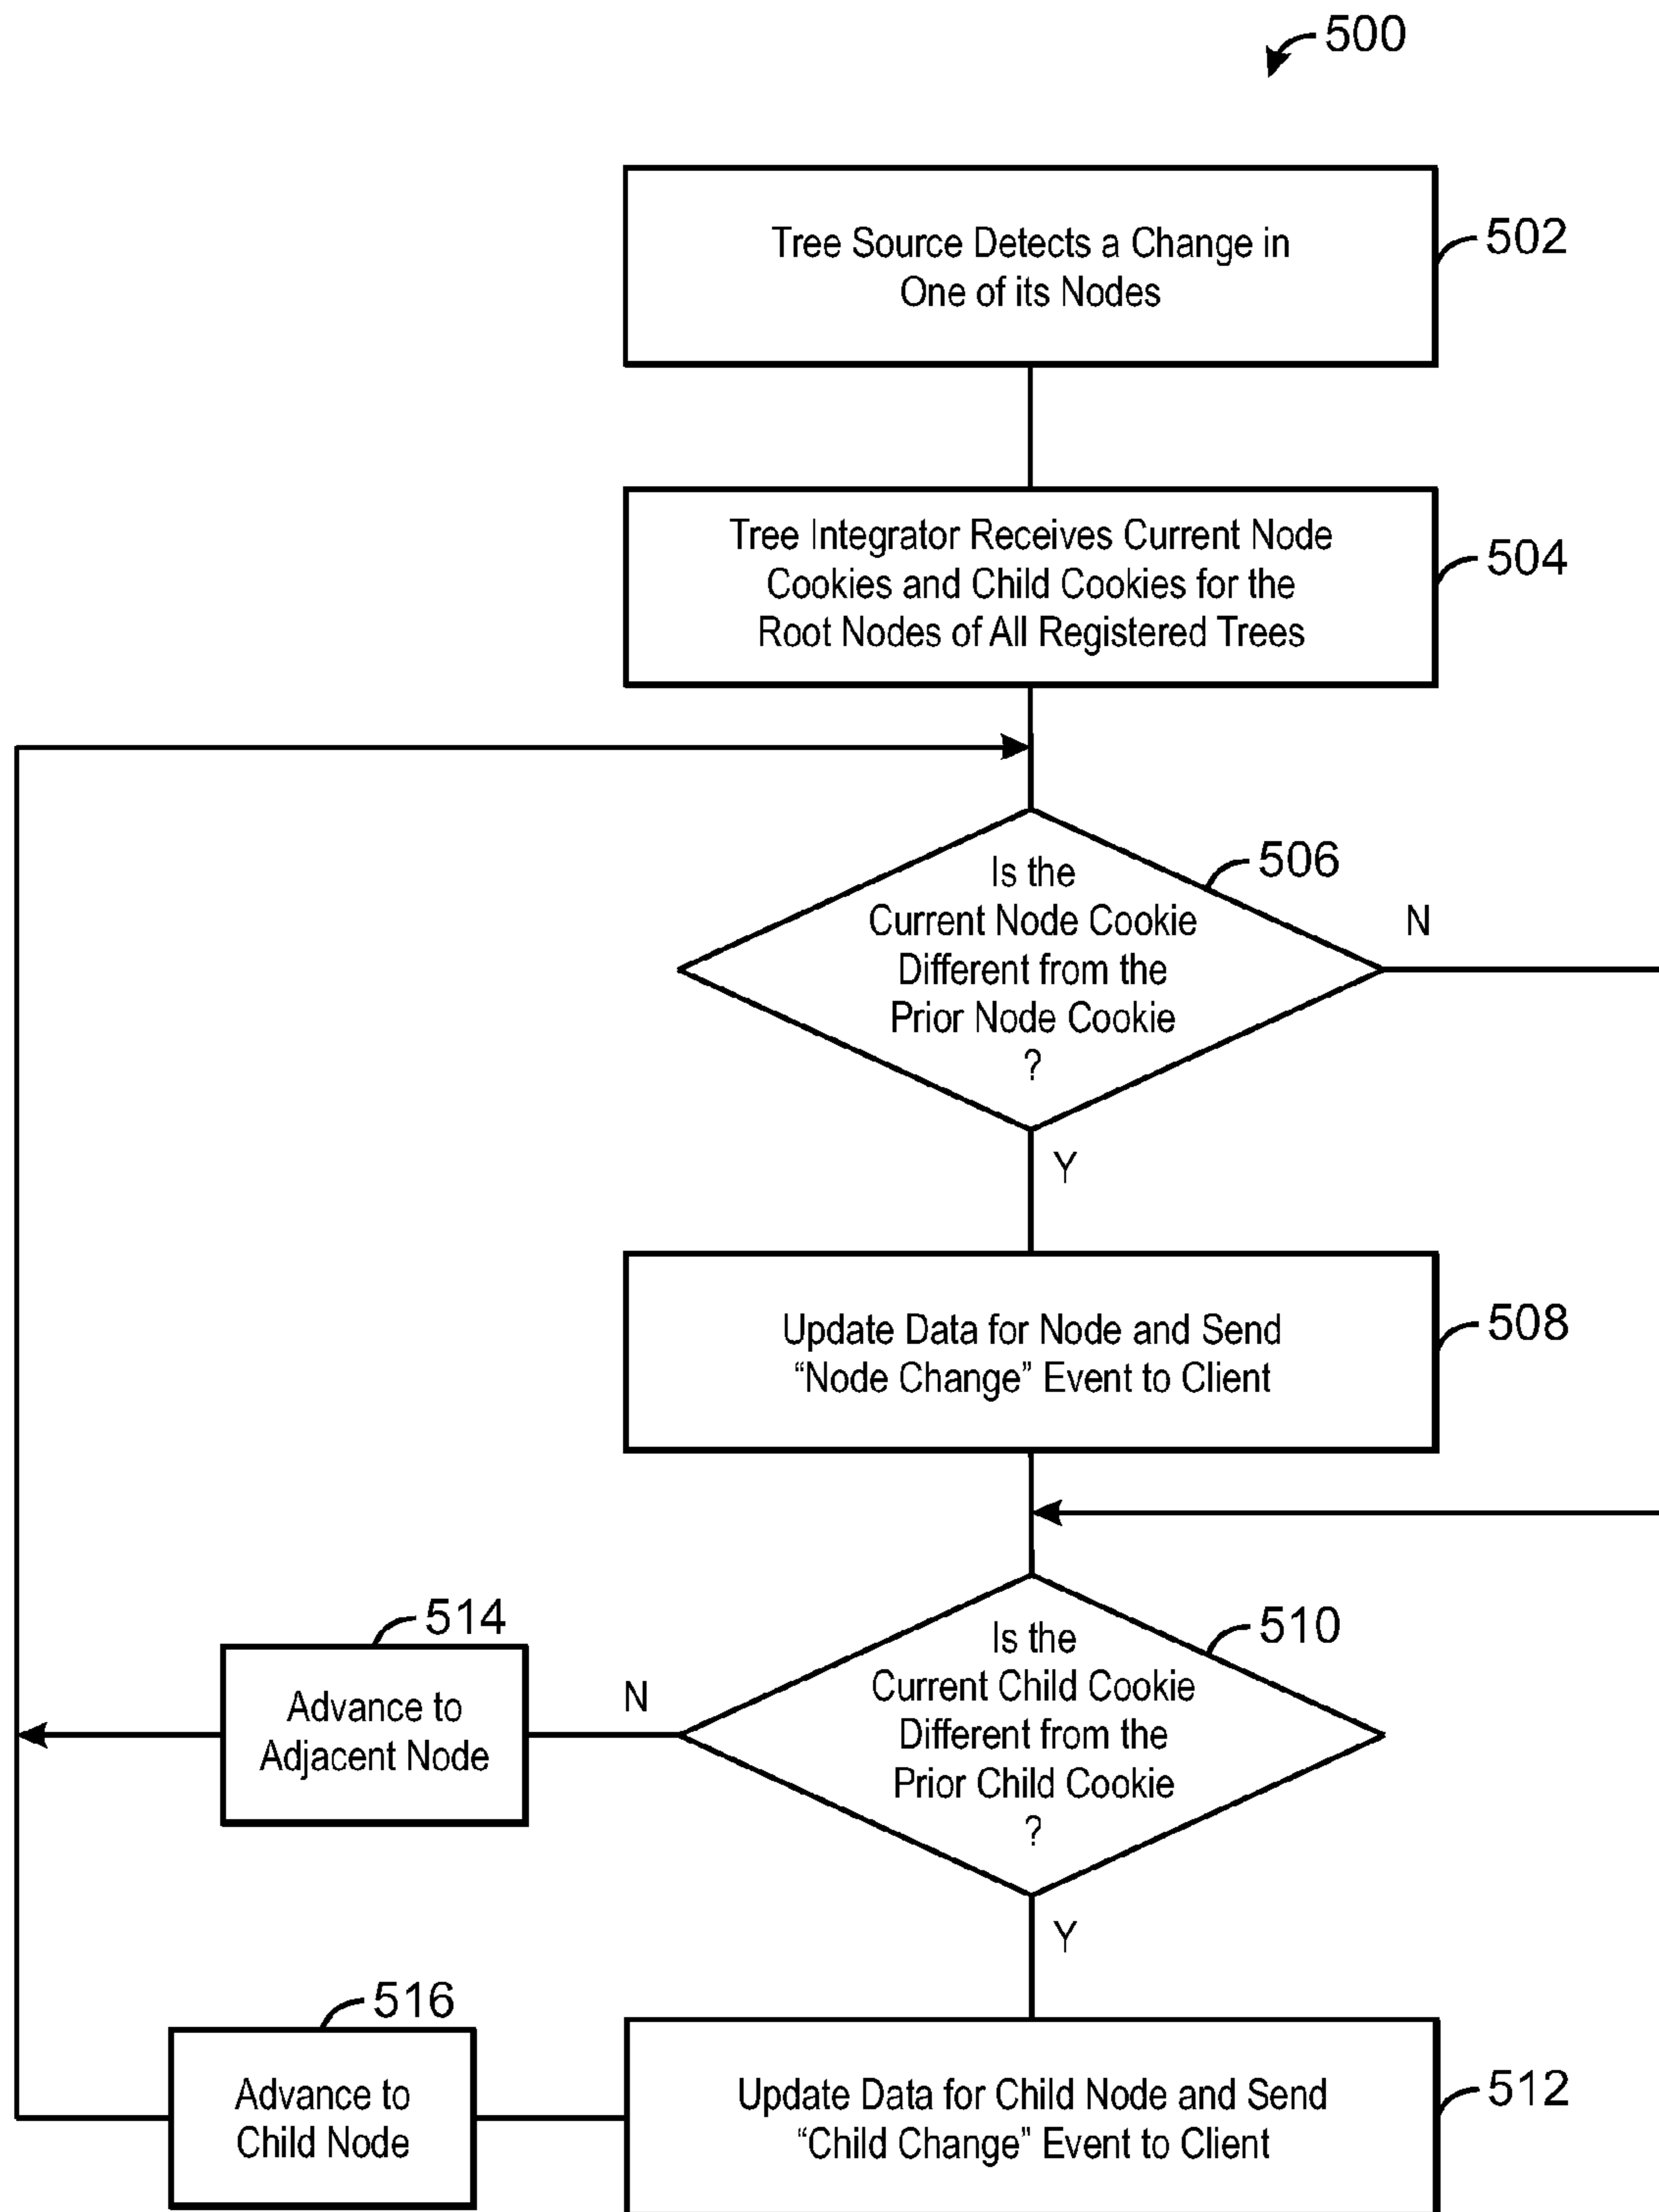 500
Tree Source Detects a Change in
One of its Nodes
502
Tree Integrator Receives Current Node
Cookies and Child Cookies for the
Root Nodes of All Registered Trees
504
Is the
Current Node Cookie
Different from the
Prior Node Cookie
?
506
N
Y
Update Data for Node and Send
“Node Change” Event to Client
508
Is the
Current Child Cookie
Different from the
Prior Child Cookie
?
510
N
514
Advance to
Adjacent Node
Y
516
Advance to
Child Node
Update Data for Child Node and Send
“Child Change” Event to Client
512